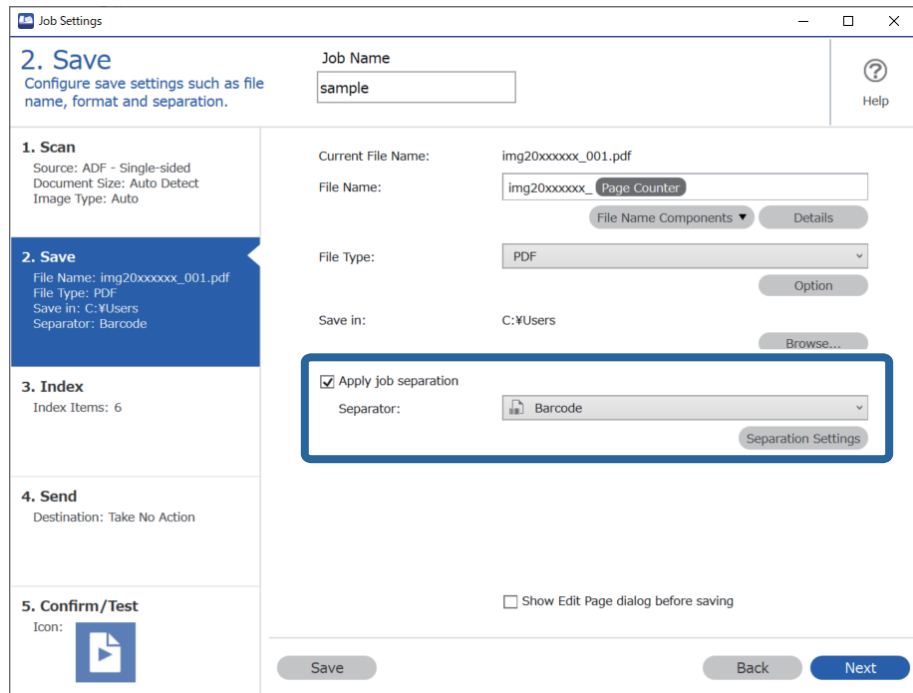 Job Settings
2. Save
Configure save settings such as file
name, format and separation.
Job Name
sample
Help
1. Scan
Source: ADF - Single-sided
Document Size: Auto Detect
Image Type: Auto
2. Save
File Name: img20xxxxxx_001.pdf
File Type: PDF
Save in: C:¥Users
Separator: Barcode
3. Index
Index Items: 6
4. Send
Destination: Take No Action
5. Confirm/Test
Icon:
Current File Name: img20xxxxxx_001.pdf
File Name: img20xxxxxx_ Page Counter
File Name Components Details
File Type: PDF
Option
Save in: C:¥Users
Browse...
Apply job separation
Separator: Barcode
Separation Settings
Show Edit Page dialog before saving
Save Back Next